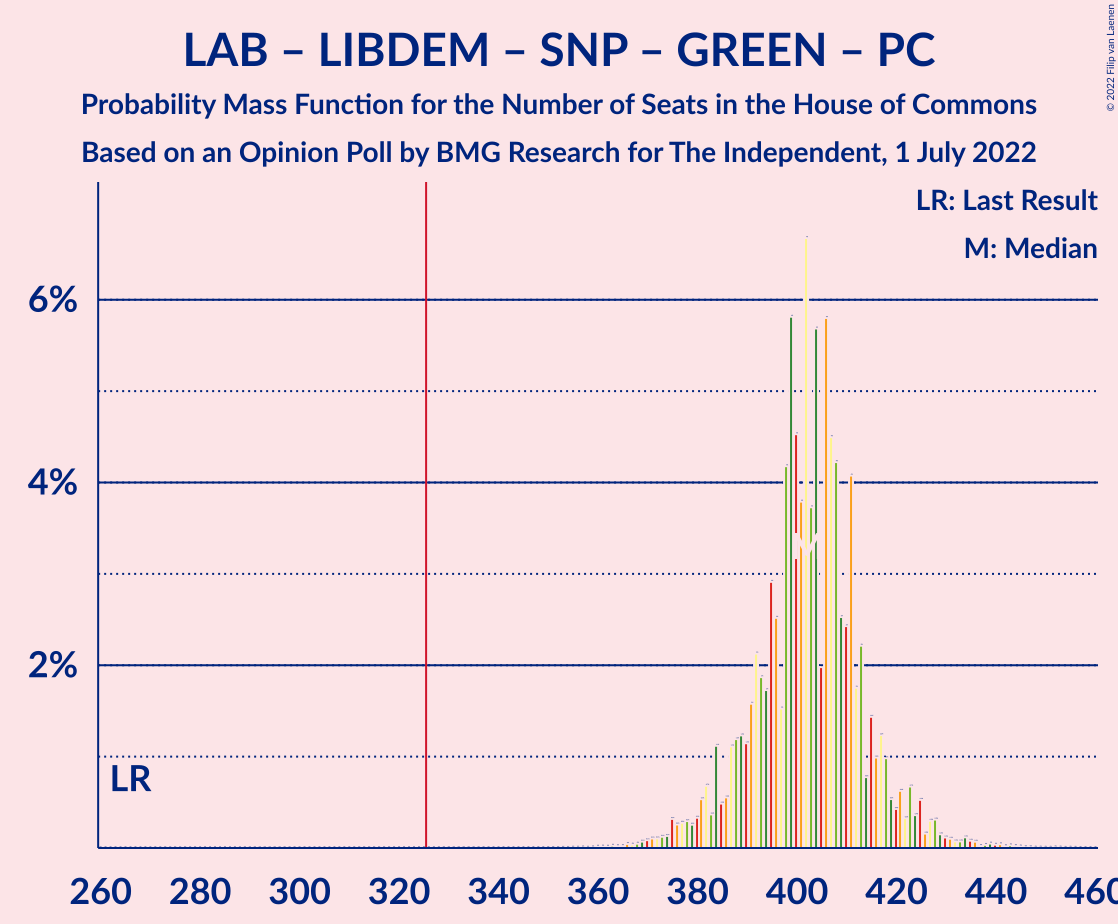 LAB – LIBDEM – SNP – GREEN – PC
Probability Mass Function for the Number of Seats in the House of Commons
Based on an Opinion Poll by BMG Research for The Independent, 1 July 2022
© 2022 Filip van Laenen
LR: Last Result
M: Median
6%
4%
2%
LR
M
260 280 300 320 340 360 380 400 420 440 460